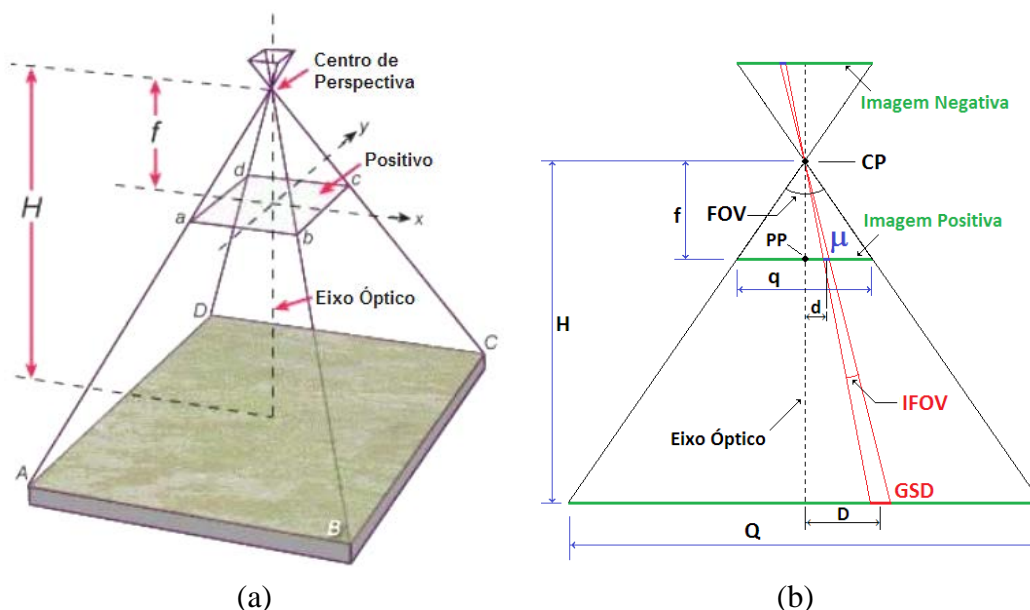 Centro de
Perspectiva
f
H
y
d
Positivo
c
a
x
b
Eixo Óptico
D
C
A
B
(a)
Imagem Negativa
CP
f
FOV
Imagem Positiva
PP
μ
q
d
H
IFOV
Eixo Óptico
GSD
D
Q
(b)